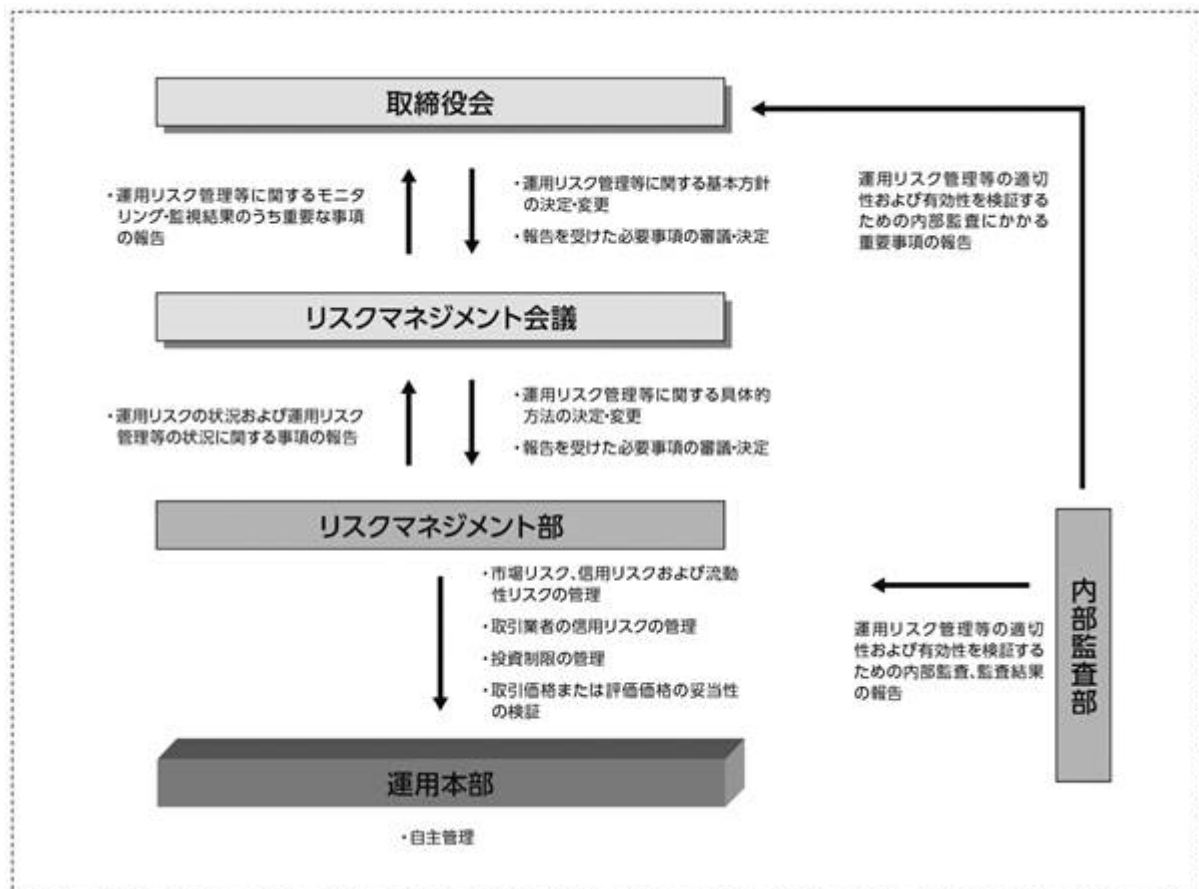 取締役会
・運用リスク管理等に関するモニタ
リング・監視結果のうち重要な事項
の報告
・運用リスク管理等に関する基本方針
の決定・変更
・報告を受けた必要事項の審議・決定
運用リスク管理等の適切
性および有効性を検証する
ための内部監査にかかる
重要事項の報告
リスクマネジメント会議
・運用リスクの状況および運用リスク
管理等の状況に関する事項の報告
・運用リスク管理等に関する具体的
方法の決定・変更
・報告を受けた必要事項の審議・決定
リスクマネジメント部
・市場リスク、信用リスクおよび流動
性リスクの管理
・取引業者の信用リスクの管理
・投資制限の管理
・取引価格または評価価格の妥当性
の検証
運用リスク管理等の適切
性および有効性を検証する
ための内部監査、監査結果
の報告
内部監査部
運用本部
・自主管理